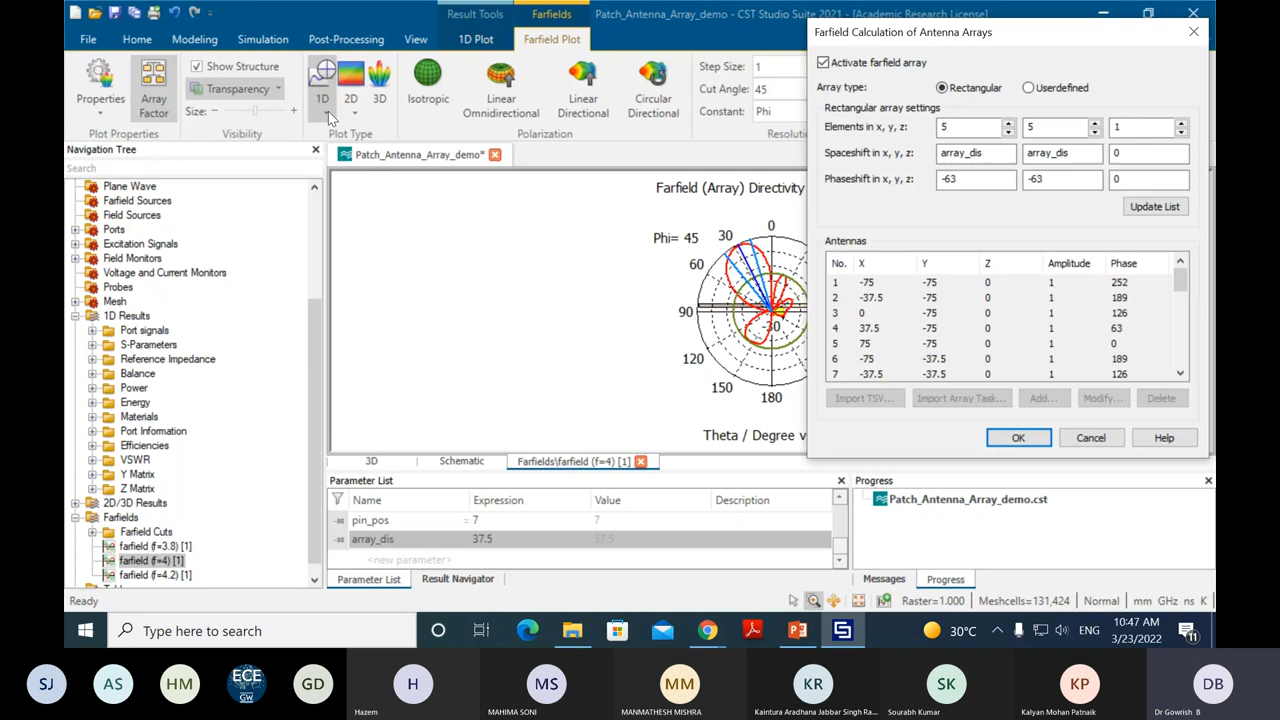 Result Tools
Farfields
Patch_Antenna_Array_demo - CST Studio Suite 2021 - [Academic Research License]
File
Home
Modeling
Simulation
Post-Processing
View
1D Plot
Farfield Plot
Properties
Array Factor
Show Structure
Transparency
Size:
1D
2D
3D
Isotropic
Linear Omnidirectional
Linear Directional
Circular Directional
Step Size: 1
Cut Angle: 45
Constant: Phi
Plot Properties
Visibility
Plot Type
Polarization
Farfield Calculation of Antenna Arrays
Activate farfield array
Array type: Rectangular Userdefined
Rectangular array settings
Elements in x, y, z: 5 5 1
Spaceshift in x, y, z: array_dis array_dis 0
Phaseshift in x, y, z: -63 -63 0
Update List
Antennas
No. X Y Z Amplitude Phase
1 -75 -75 0 1 252
2 -37.5 -75 0 1 189
3 0 -75 0 1 126
4 37.5 -75 0 1 63
5 75 -75 0 1 0
6 -75 -37.5 0 1 189
7 -37.5 -37.5 0 1 126
Import TSV...
Import Array Task...
Add...
Modify...
Delete
OK
Cancel
Help
Navigation Tree
Search
Plane Wave
Farfield Sources
Field Sources
Ports
Excitation Signals
Field Monitors
Voltage and Current Monitors
Probes
Mesh
1D Results
Port signals
S-Parameters
Reference Impedance
Balance
Power
Energy
Materials
Port Information
Efficiencies
VSWR
Y Matrix
Z Matrix
2D/3D Results
Farfields
Farfield Cuts
farfield (f=3.8) [1]
farfield (f=4) [1]
farfield (f=4.2) [1]
Patch_Antenna_Array_demo*
Farfield (Array) Directivity
Phi= 45
0
30
60
90
120
150
180
-30
Theta / Degree v
3D
Schematic
Farfields\farfield (f=4) [1]
Parameter List
Name Expression Value Description
pin_pos = 7 7
array_dis 37.5 37.5
<new parameter>
Parameter List
Result Navigator
Progress
Patch_Antenna_Array_demo.cst
Messages
Progress
Ready
Raster=1.000
Meshcells=131,424
Normal
mm GHz ns K
Type here to search
30°C
ENG
10:47 AM
3/23/2022
11
SJ
AS
HM
ECE
GW
GD
H
Hazem
MS
MAHIMA SONI
MM
MANMATHESH MISHRA
KR
Kaintura Aradhana Jabbar Singh Ra...
SK
Sourabh Kumar
KP
Kalyan Mohan Patnaik
DB
Dr Gowrish B